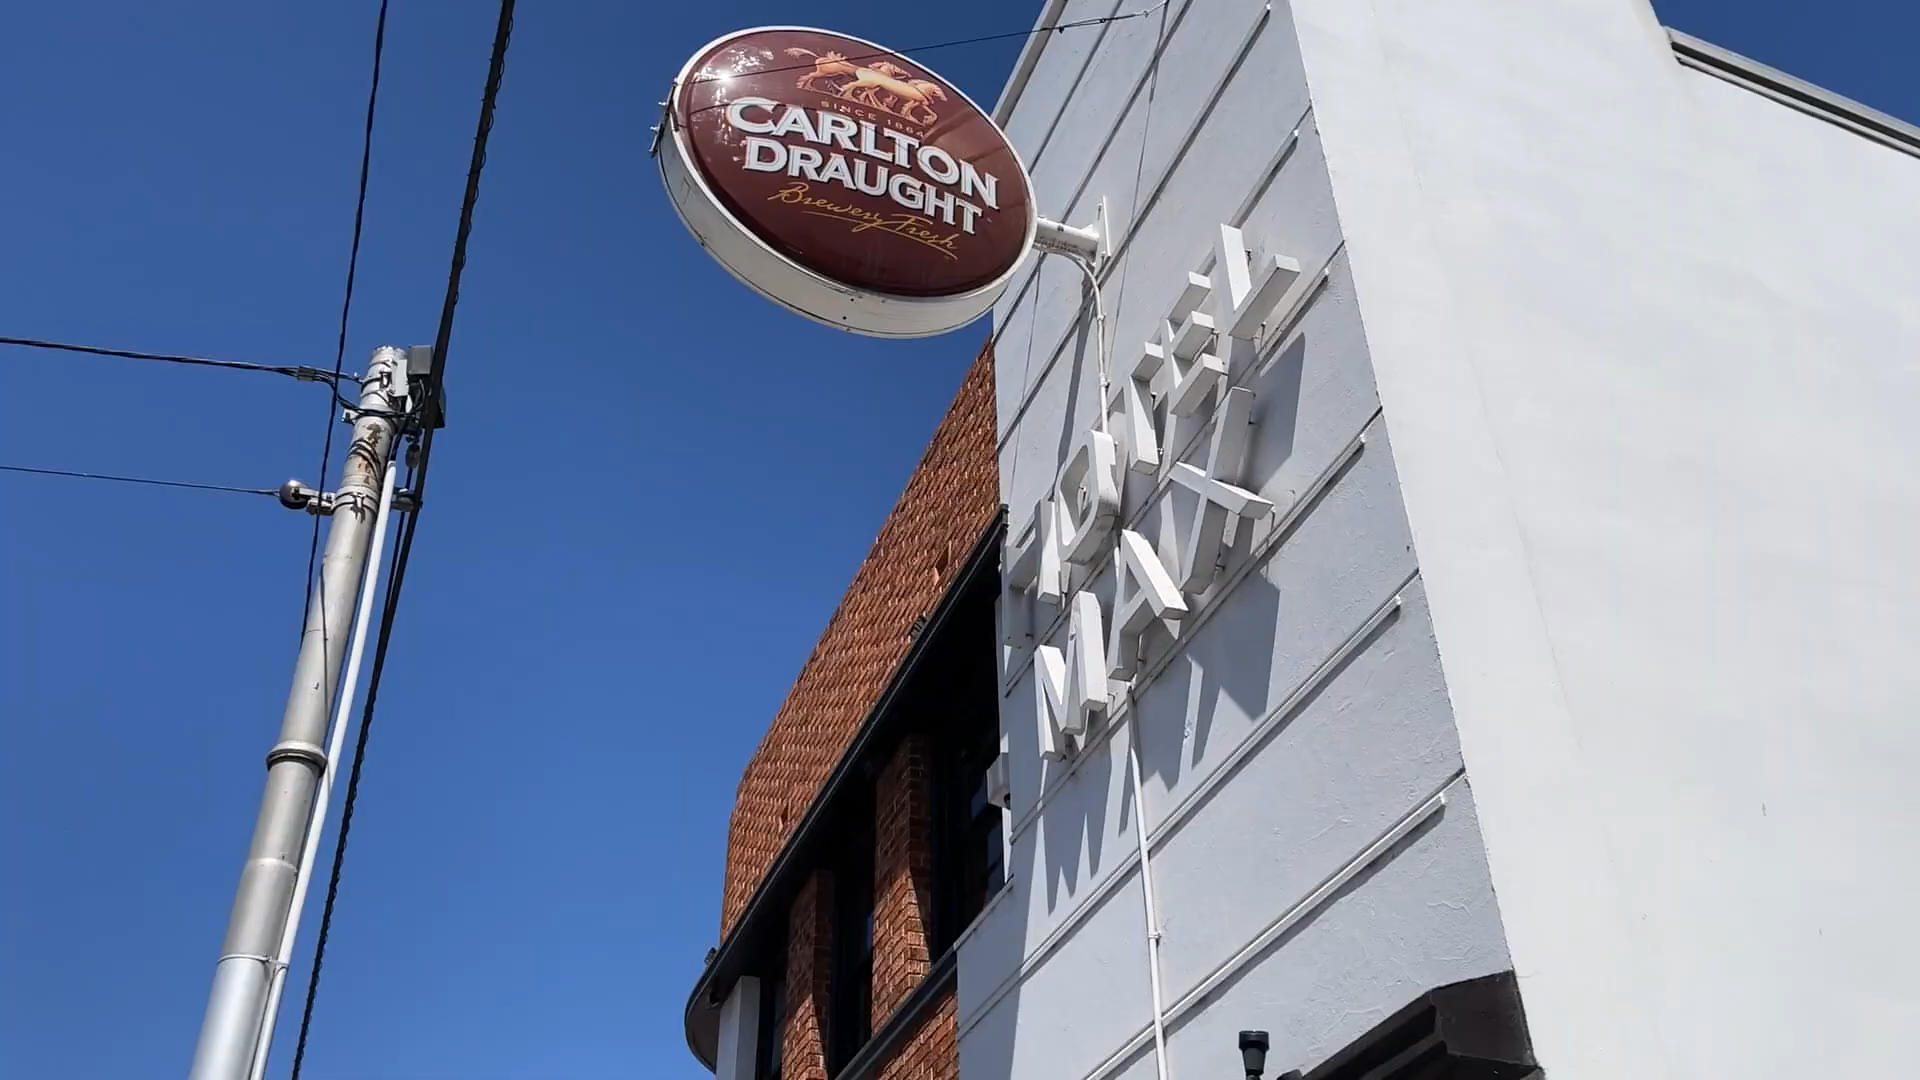 SINCE 1864
CARLTON
DRAUGHT
Brewery Fresh
HOTEL
MAX